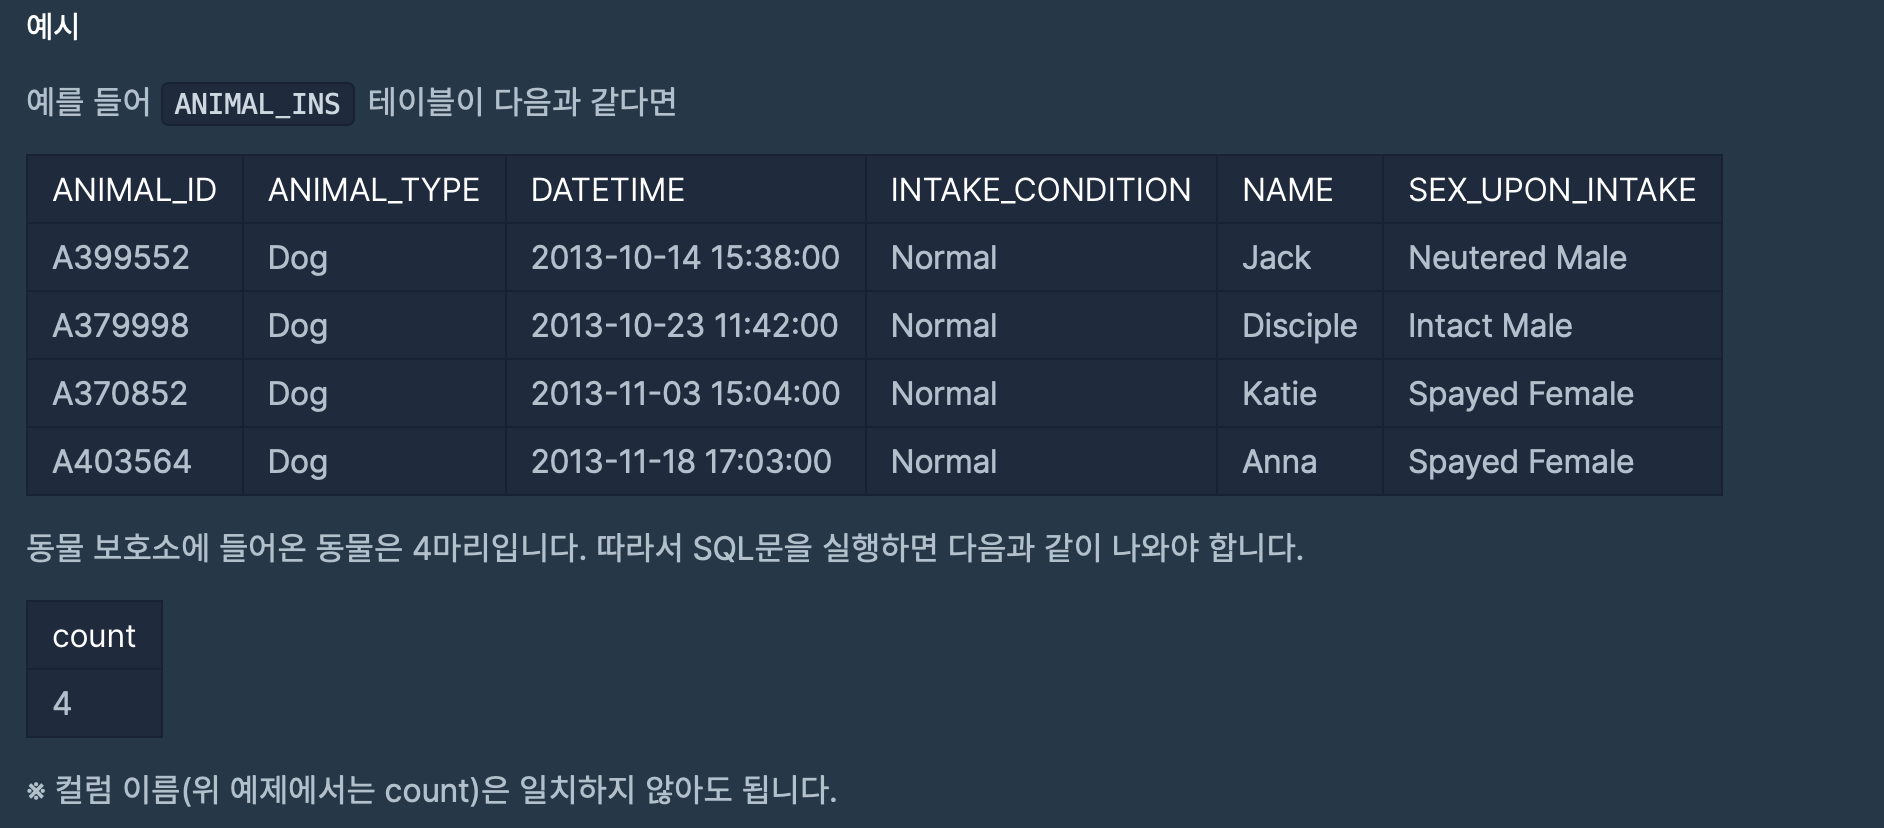 예시
예를 들어 ANIMAL_INS 테이블이 다음과 같다면
ANIMAL_ID ANIMAL_TYPE DATETIME INTAKE_CONDITION NAME SEX_UPON_INTAKE
A399552 Dog 2013-10-14 15:38:00 Normal Jack Neutered Male
A379998 Dog 2013-10-23 11:42:00 Normal Disciple Intact Male
A370852 Dog 2013-11-03 15:04:00 Normal Katie Spayed Female
A403564 Dog 2013-11-18 17:03:00 Normal Anna Spayed Female
동물 보호소에 들어온 동물은 4마리입니다. 따라서 SQL문을 실행하면 다음과 같이 나와야 합니다.
count
4
※ 컬럼 이름(위 예제에서는 count)은 일치하지 않아도 됩니다.